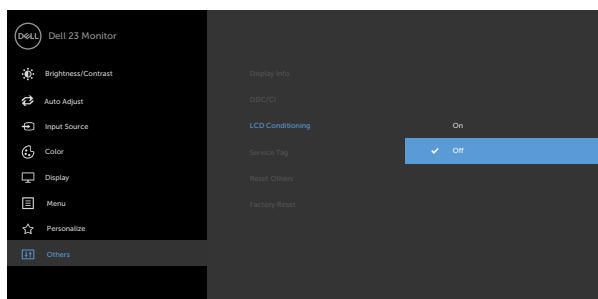 DELL Dell 23 Monitor
Brightness/Contrast
Auto Adjust
Input Source
Color
Display
Menu
Personalize
Others
Display Info
DDC/CI
LCD Conditioning
Service Tag
Reset Others
Factory Reset
On
Off